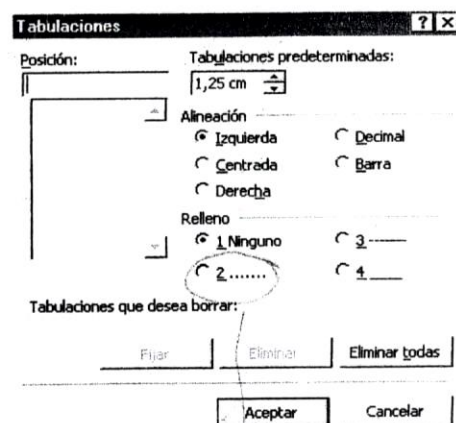 Tabulaciones
Posición:
Tabulaciones predeterminadas:
1,25 cm
Alineación
Izquierda
Decimal
Centrada
Barra
Derecha
Relleno
1 Ninguno
3 -------
2 .......
4 ____
Tabulaciones que desea borrar:
Fijar
Eliminar
Eliminar todas
Aceptar
Cancelar